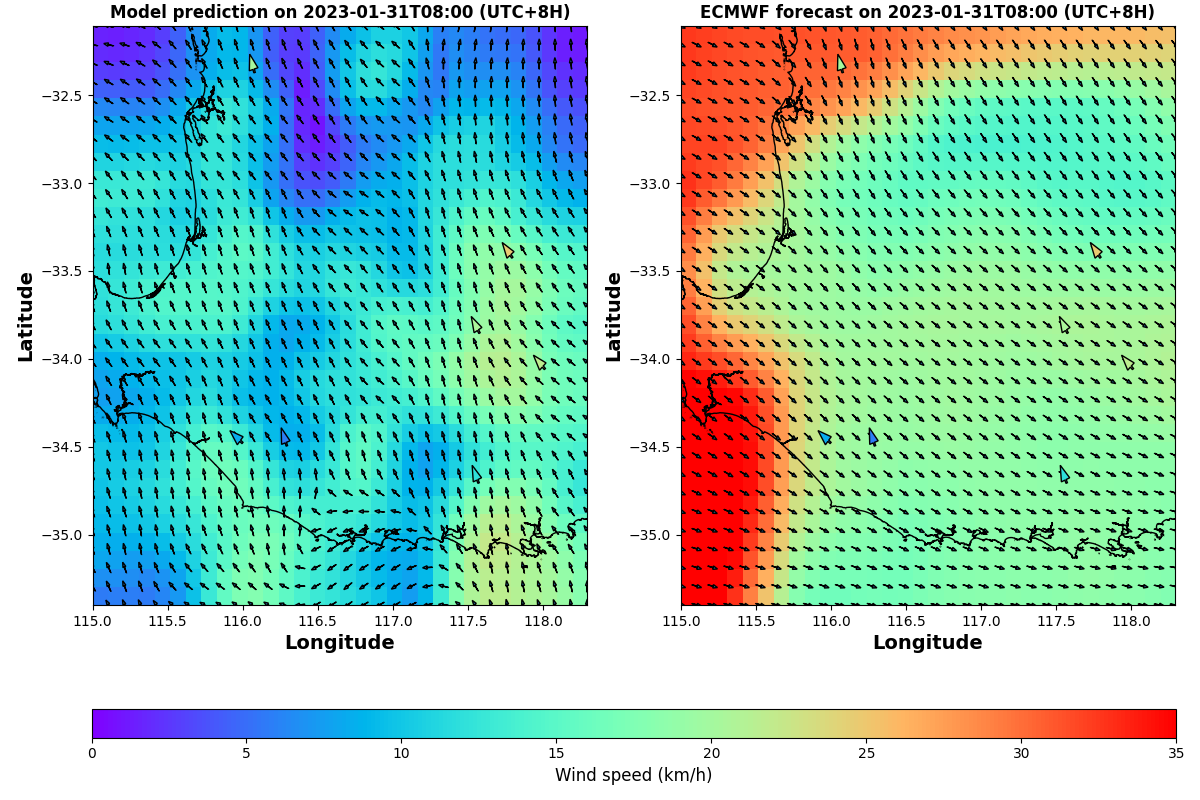 Model prediction on 2023-01-31T08:00 (UTC+8H)
ECMWF forecast on 2023-01-31T08:00 (UTC+8H)
Latitude
−32.5
−33.0
−33.5
−34.0
−34.5
−35.0
115.0 115.5 116.0 116.5 117.0 117.5 118.0
Longitude
Latitude
−32.5
−33.0
−33.5
−34.0
−34.5
−35.0
115.0 115.5 116.0 116.5 117.0 117.5 118.0
Longitude
0 5 10 15 20 25 30 35
Wind speed (km/h)